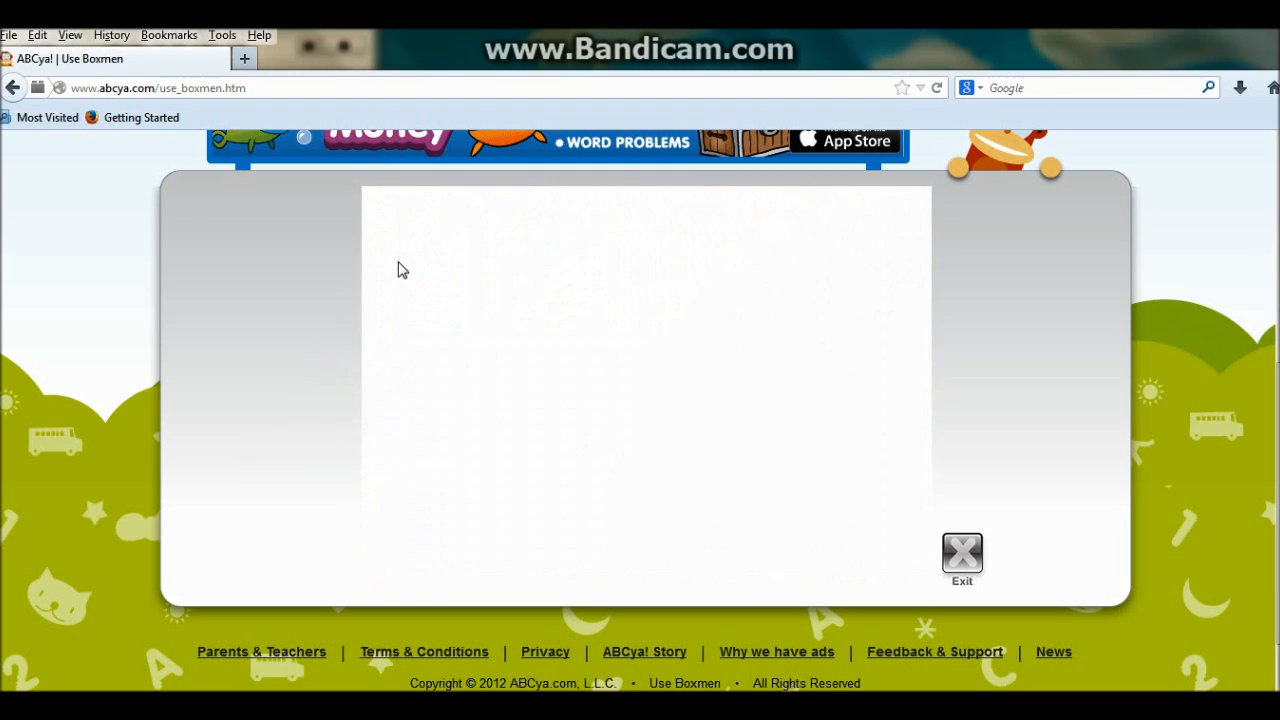 www.Bandicam.com
File Edit View History Bookmarks Tools Help
ABCya! | Use Boxmen
www.abcya.com/use_boxmen.htm
Google
Most Visited Getting Started
Money
• WORD PROBLEMS
App Store
Exit
Parents & Teachers | Terms & Conditions | Privacy | ABCya! Story | Why we have ads | Feedback & Support | News
Copyright © 2012 ABCya.com, L.L.C. • Use Boxmen • All Rights Reserved